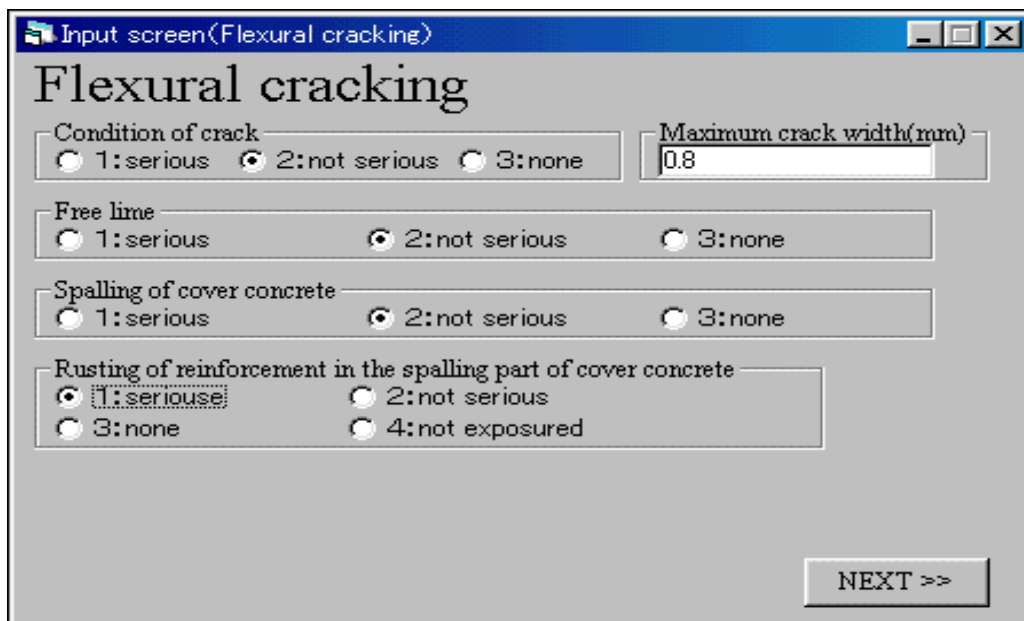 Input screen(Flexural cracking)
Flexural cracking
Condition of crack
1:serious 2:not serious 3:none
Maximum crack width(mm)
0.8
Free lime
1:serious 2:not serious 3:none
Spalling of cover concrete
1:serious 2:not serious 3:none
Rusting of reinforcement in the spalling part of cover concrete
1:seriouse 2:not serious
3:none 4:not exposured
NEXT >>